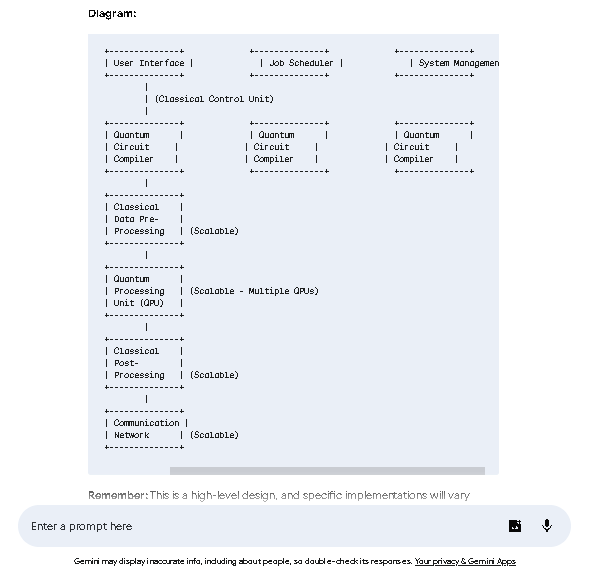 Diagram:
+--------------+ +--------------+ +--------------+
| User Interface | | Job Scheduler | | System Managemen
+--------------+ +--------------+ +--------------+
|
| (Classical Control Unit)
|
+--------------+ +--------------+ +--------------+
| Quantum | | Quantum | | Quantum |
| Circuit | | Circuit | | Circuit |
| Compiler | | Compiler | | Compiler |
+--------------+ +--------------+ +--------------+
|
+--------------+
| Classical |
| Data Pre- |
| Processing | (Scalable)
+--------------+
|
+--------------+
| Quantum |
| Processing | (Scalable - Multiple QPUs)
| Unit (QPU) |
+--------------+
|
+--------------+
| Classical |
| Post- |
| Processing | (Scalable)
+--------------+
|
+--------------+
| Communication |
| Network | (Scalable)
+--------------+
Remember: This is a high-level design, and specific implementations will vary
Enter a prompt here
Gemini may display inaccurate info, including about people, so double-check its responses. Your privacy & Gemini Apps